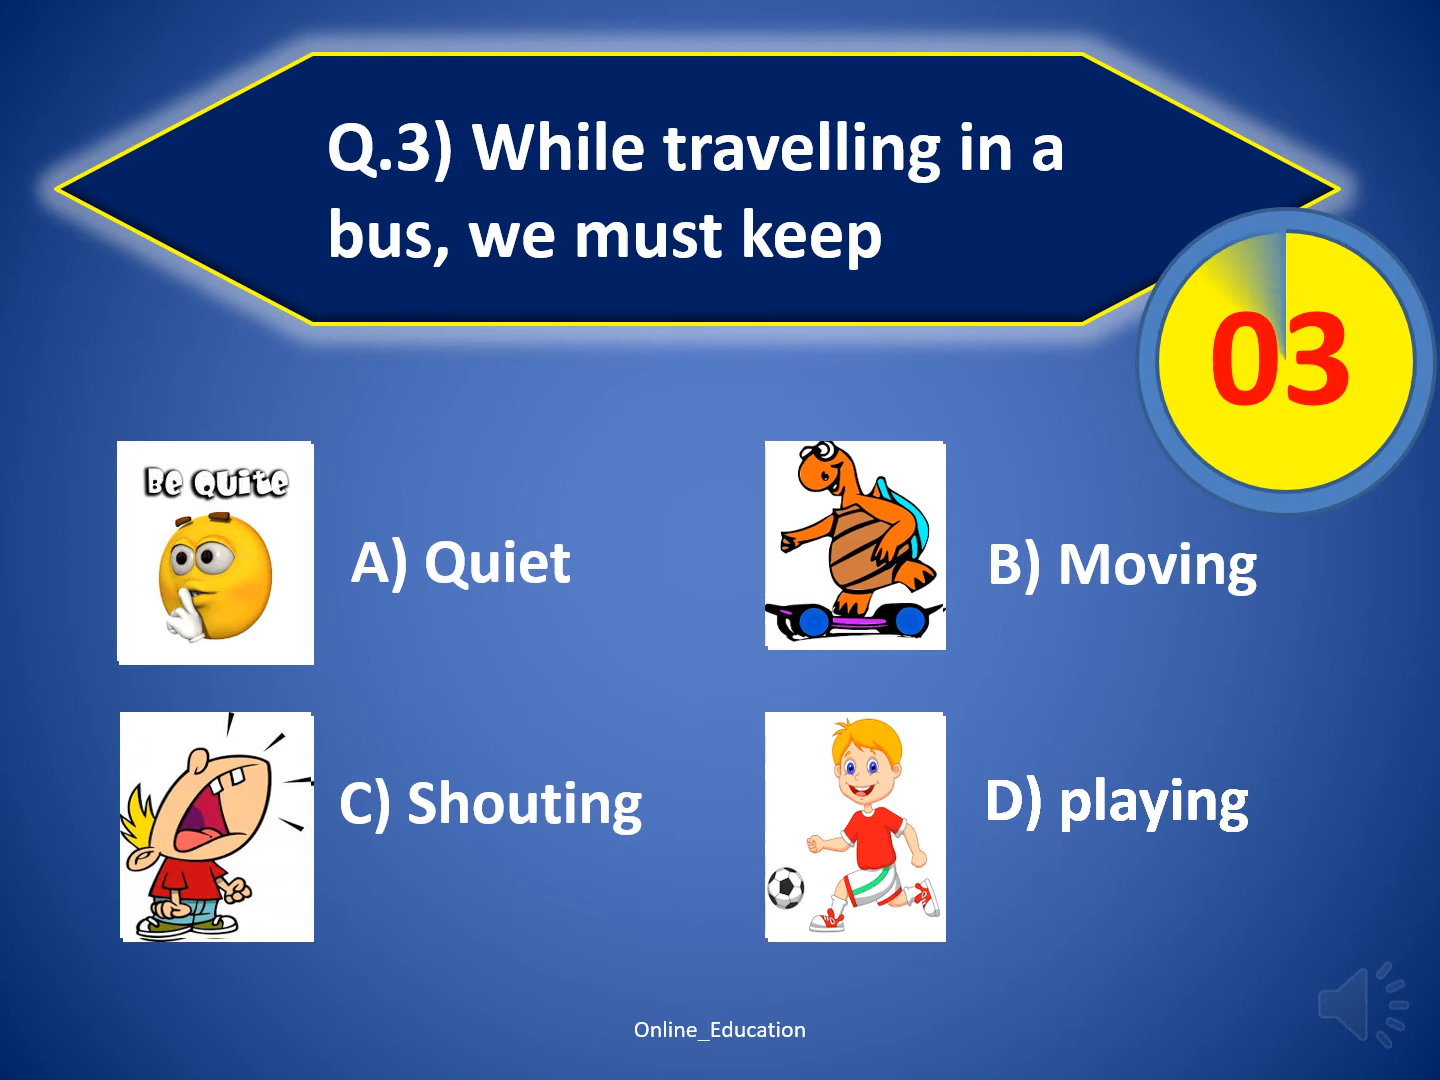 Q.3) While travelling in a
bus, we must keep
03
BE QUITE
A) Quiet
B) Moving
C) Shouting
D) playing
Online_Education